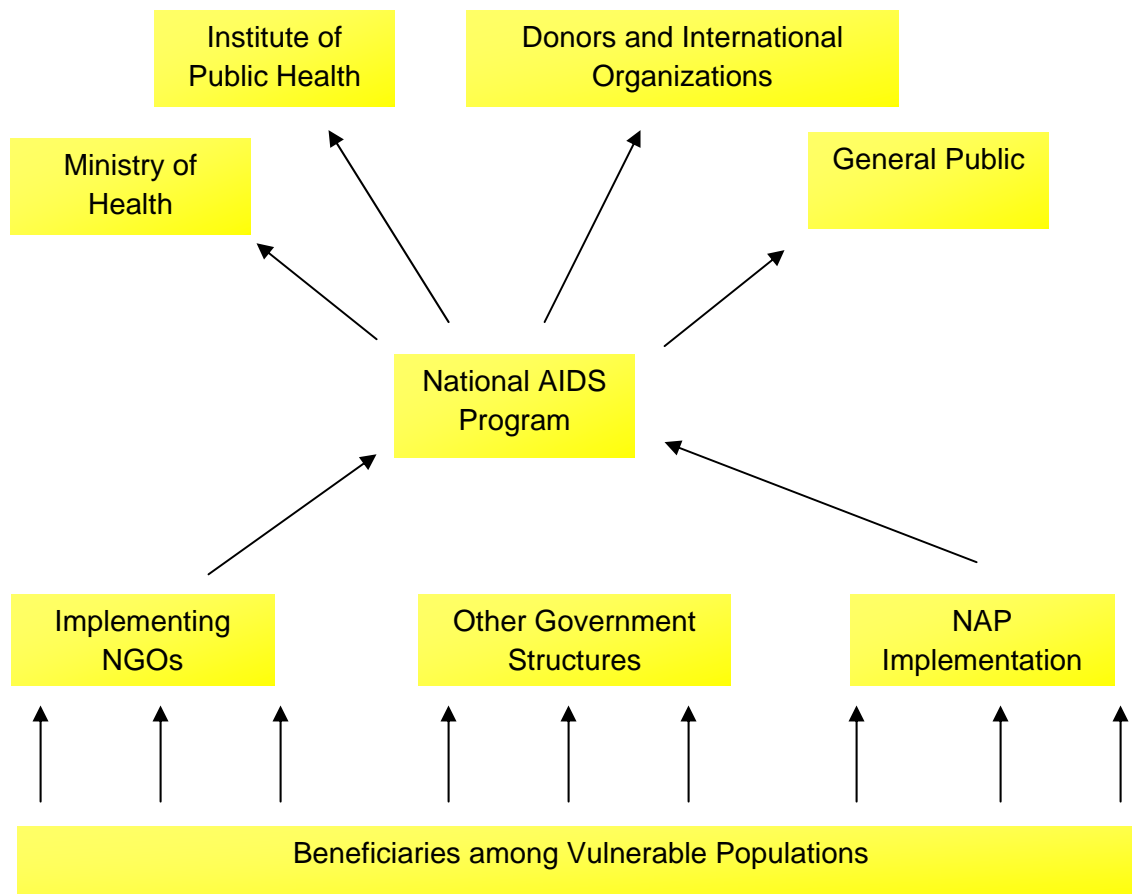 Institute of
Public Health
Donors and International
Organizations
Ministry of
Health
General Public
National AIDS
Program
Implementing
NGOs
Other Government
Structures
NAP
Implementation
Beneficiaries among Vulnerable Populations